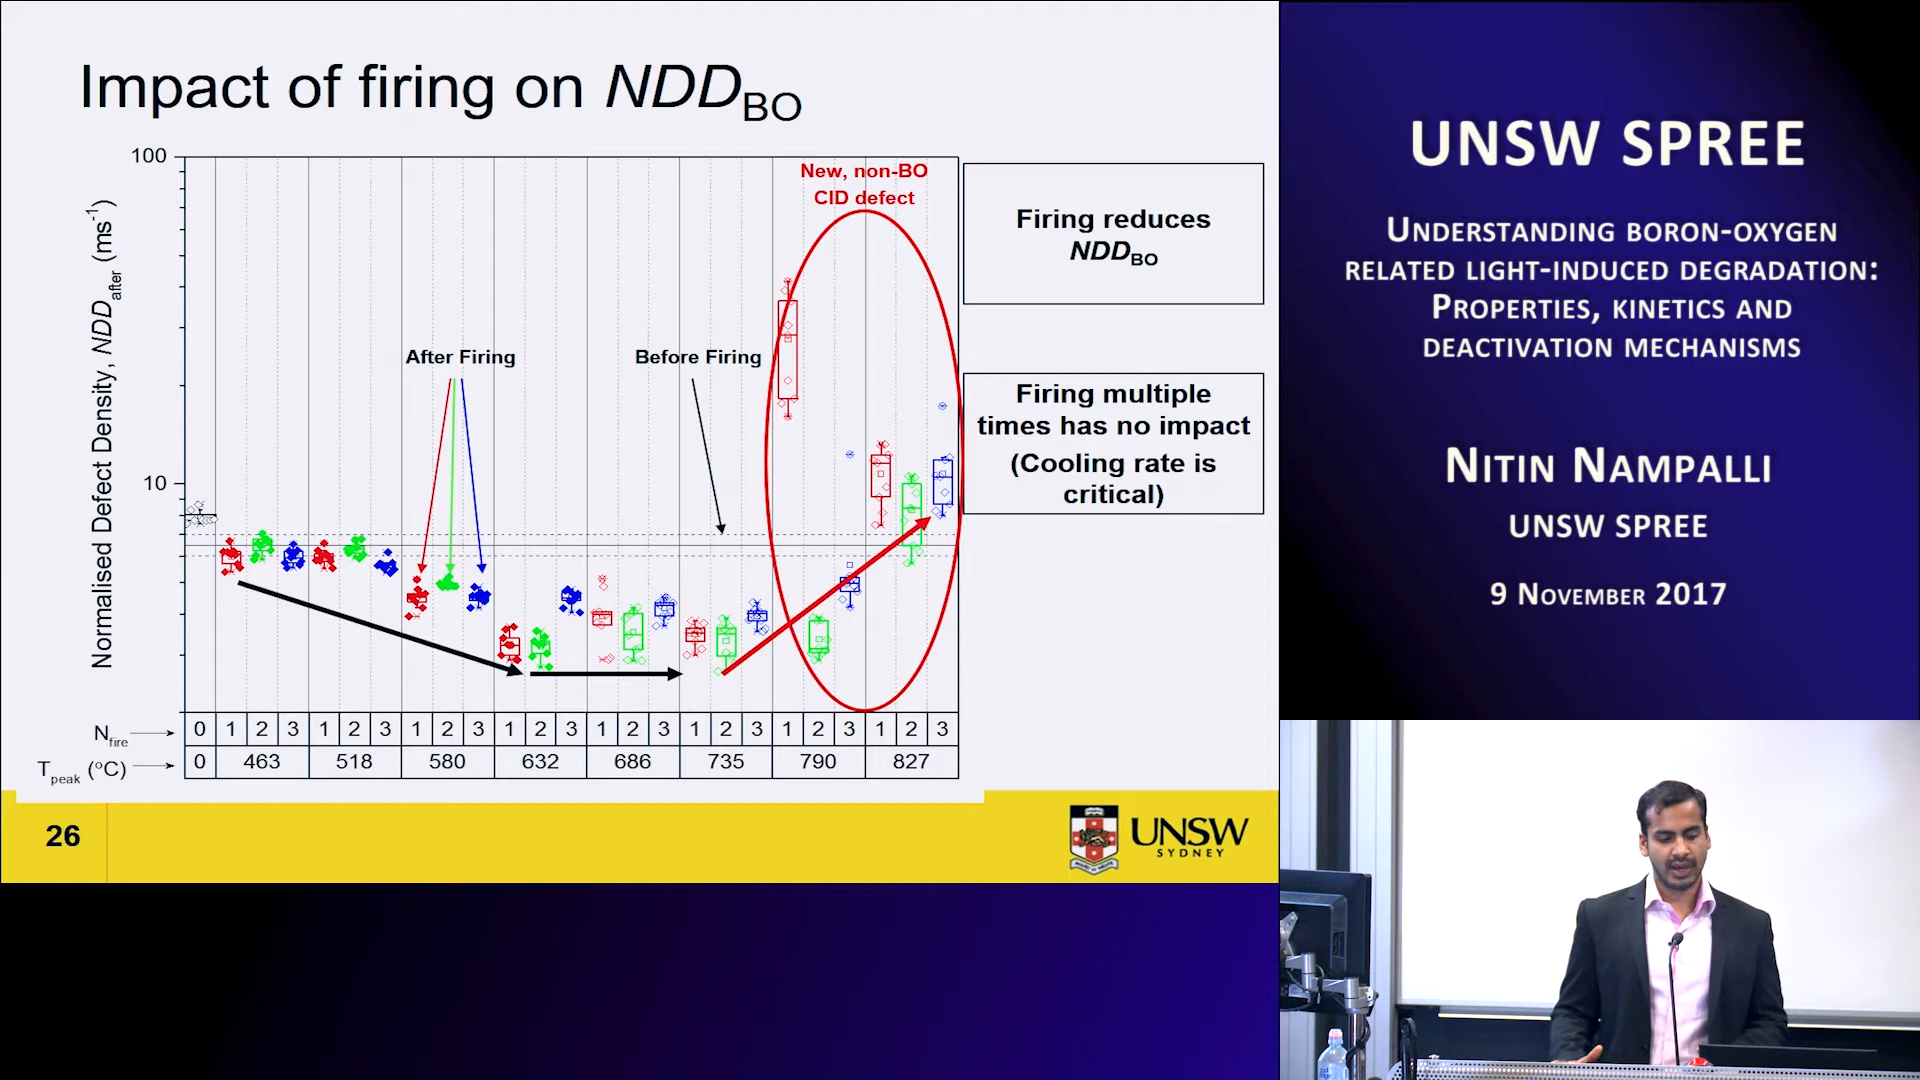 Impact of firing on NDD_BO
Normalised Defect Density, NDD_after (ms^-1)
100
10
New, non-BO
CID defect
After Firing
Before Firing
Firing reduces
NDD_BO
Firing multiple
times has no impact
(Cooling rate is
critical)
N_fire
0 1 2 3 1 2 3 1 2 3 1 2 3 1 2 3 1 2 3 1 2 3 1 2 3
T_peak (°C)
0 463 518 580 632 686 735 790 827
26
UNSW
SYDNEY
UNSW SPREE
Understanding boron-oxygen
related light-induced degradation:
Properties, kinetics and
deactivation mechanisms
Nitin Nampalli
UNSW SPREE
9 November 2017